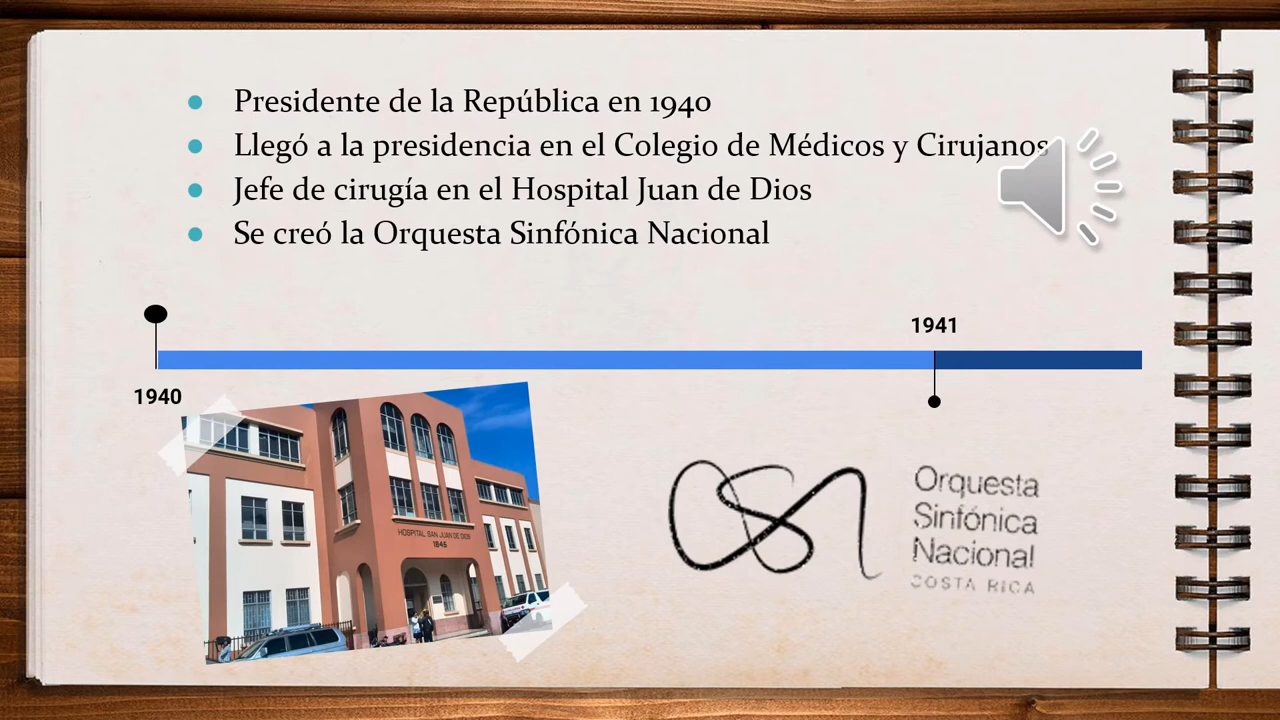 Presidente de la República en 1940
Llegó a la presidencia en el Colegio de Médicos y Cirujanos
Jefe de cirugía en el Hospital Juan de Dios
Se creó la Orquesta Sinfónica Nacional
1941
1940
HOSPITAL SAN JUAN DE DIOS
1845
OSN
Orquesta
Sinfónica
Nacional
COSTA RICA